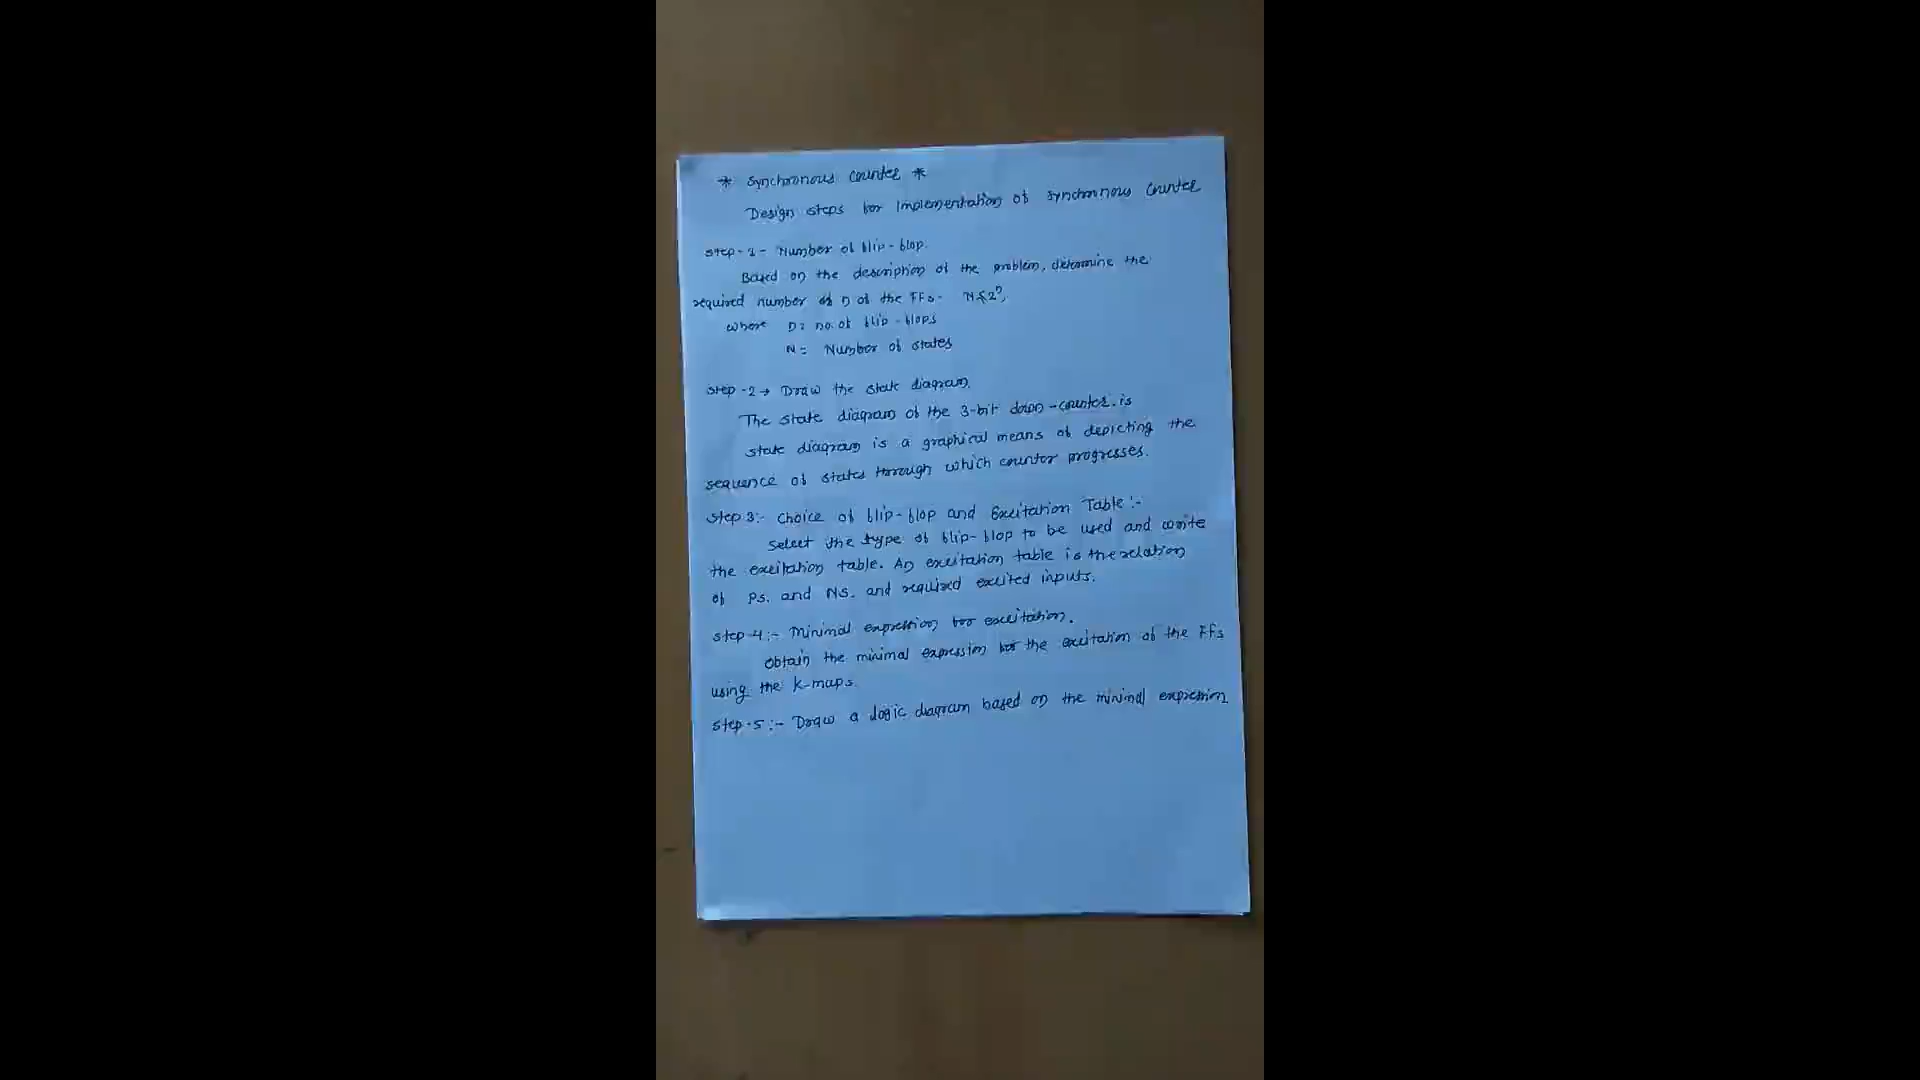 * Synchronous Counter *
Design steps for implementation of synchronous Counter
Step-1- Number of flip-flop.
Based on the description of the problem, determine the
required number of n of the FFs - N≤2ⁿ,
where n= no. of flip-flops
N= Number of states
Step-2→ Draw the state diagram.
The state diagram of the 3-bit down-counter. is
state diagram is a graphical means of depicting the
sequence of states through which counter progresses.
Step 3:- Choice of flip-flop and Excitation Table:-
Select the type of flip-flop to be used and write
the excitation table. An excitation table is the relation
of PS. and NS. and required excited inputs.
Step-4:- Minimal expression for excitation.
Obtain the minimal expression for the excitation of the FFs
using the K-maps.
Step-5:- Draw a logic diagram based on the minimal expression